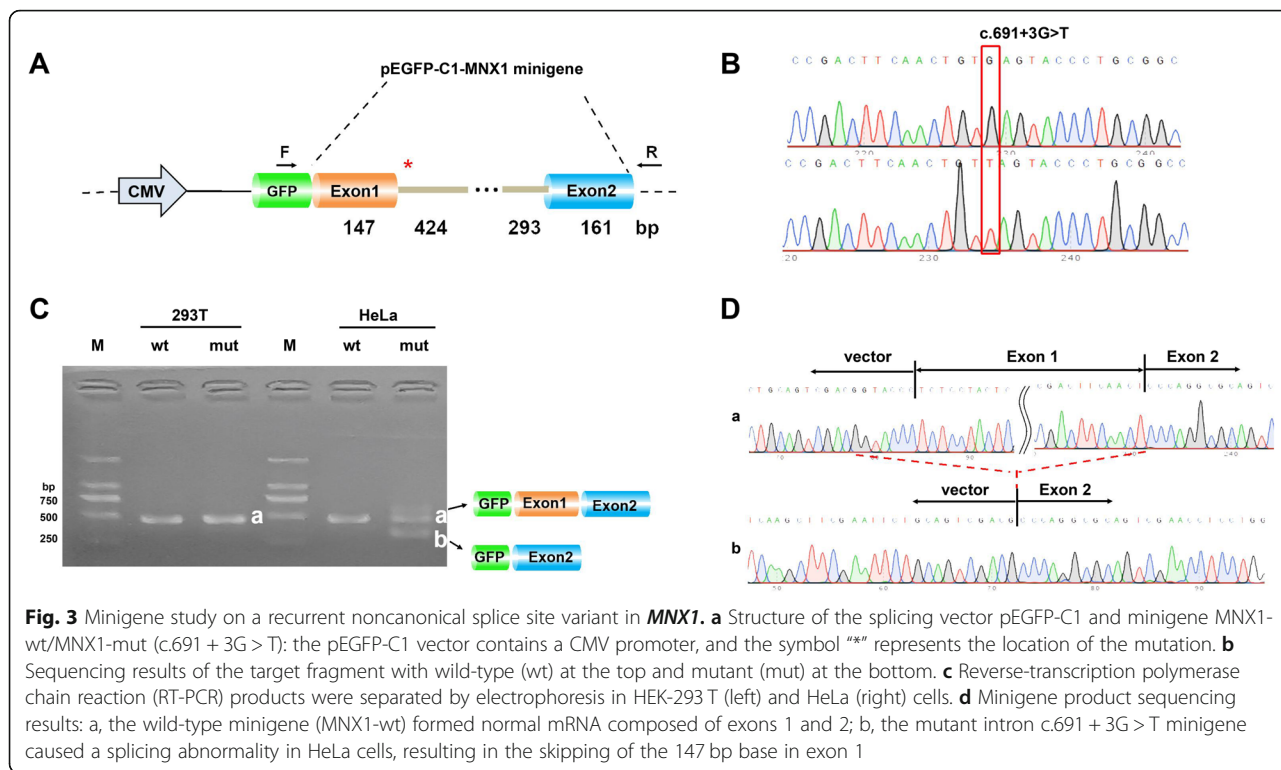 A
pEGFP-C1-MNX1 minigene
F
R
*
CMV
GFP
Exon1
Exon2
147
424
293
161
bp
B
c.691+3G>T
C C G A C T T C A A C T G T G A G T A C C C T G C G G C
C C G A C T T C A A C T G T T A G T A C C C T G C G G C C
230
240
C
293T
HeLa
M
wt
mut
M
wt
mut
bp
750
500
250
a
a
b
GFP
Exon1
Exon2
GFP
Exon2
D
vector
Exon 1
Exon 2
a
240
vector
Exon 2
b
90
Fig. 3 Minigene study on a recurrent noncanonical splice site variant in MNX1. a Structure of the splicing vector pEGFP-C1 and minigene MNX1-
wt/MNX1-mut (c.691 + 3G > T): the pEGFP-C1 vector contains a CMV promoter, and the symbol “*” represents the location of the mutation. b
Sequencing results of the target fragment with wild-type (wt) at the top and mutant (mut) at the bottom. c Reverse-transcription polymerase
chain reaction (RT-PCR) products were separated by electrophoresis in HEK-293 T (left) and HeLa (right) cells. d Minigene product sequencing
results: a, the wild-type minigene (MNX1-wt) formed normal mRNA composed of exons 1 and 2; b, the mutant intron c.691 + 3G > T minigene
caused a splicing abnormality in HeLa cells, resulting in the skipping of the 147 bp base in exon 1